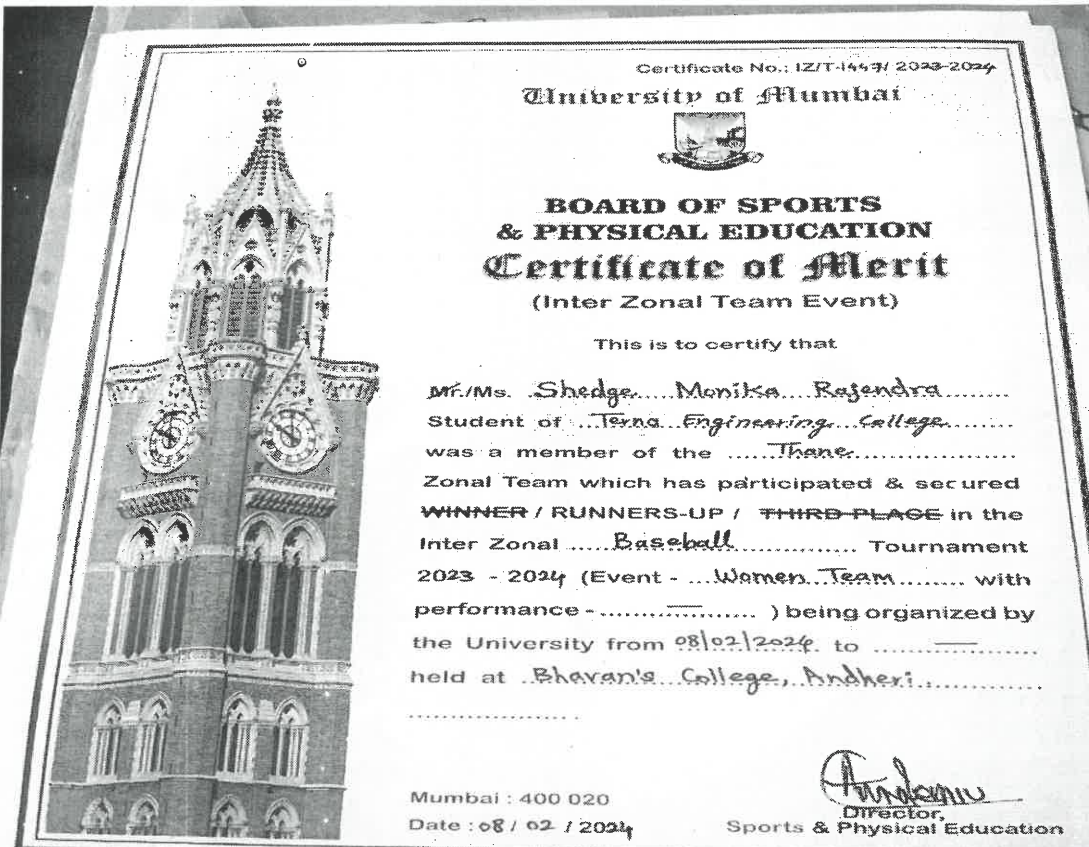 Certificate No.: IZ/T-1447/ 2023-2024
University of Mumbai
BOARD OF SPORTS
& PHYSICAL EDUCATION
Certificate of Merit
(Inter Zonal Team Event)
This is to certify that
Mr./Ms. Shedge Monika Rajendra
Student of Terna Engineering College
was a member of the Thane
Zonal Team which has participated & secured
WINNER / RUNNERS-UP / THIRD PLACE in the
Inter Zonal Baseball Tournament
2023 - 2024 (Event - Women Team with
performance - — ) being organized by
the University from 08/02/2024 to —
held at Bhavan's College, Andheri.
Mumbai : 400 020
Date : 08 / 02 / 2024
Director,
Sports & Physical Education